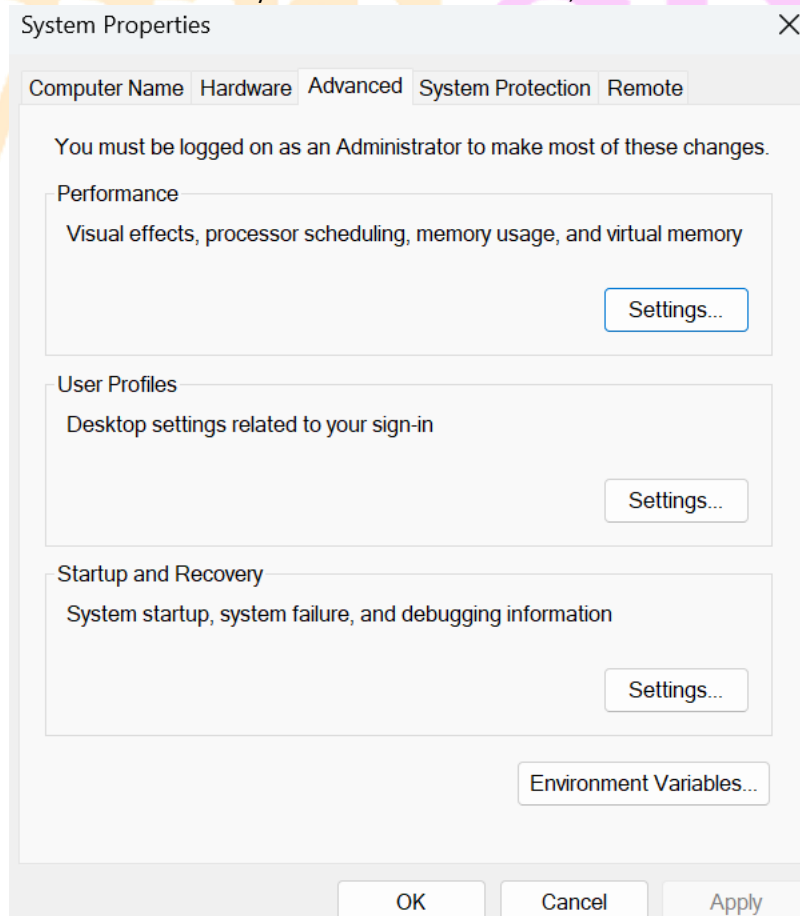 System Properties
Computer Name Hardware Advanced System Protection Remote
You must be logged on as an Administrator to make most of these changes.
Performance
Visual effects, processor scheduling, memory usage, and virtual memory
Settings...
User Profiles
Desktop settings related to your sign-in
Settings...
Startup and Recovery
System startup, system failure, and debugging information
Settings...
Environment Variables...
OK Cancel Apply